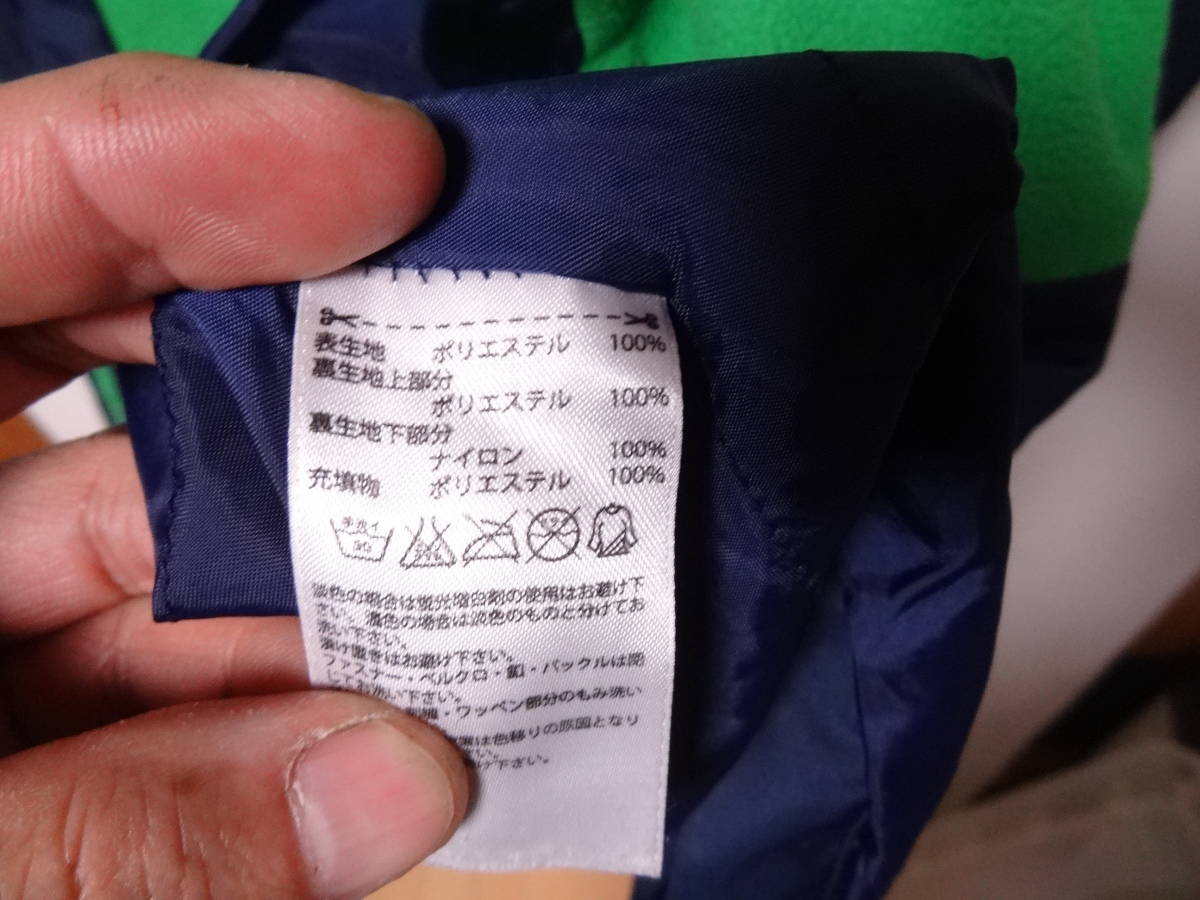 表生地 ポリエステル 100%
裏生地上部分
ポリエステル 100%
裏生地下部分
ナイロン 100%
充填物 ポリエステル 100%
手洗イ
30
淡色の場合は蛍光増白剤の使用はお避け下
さい。濃色の場合は淡色のものと分けてお
洗い下さい。
漬け置きはお避け下さい。
ファスナー・ベルクロ・釦・バックルは閉
じてお洗い下さい。
・ワッペン部分のもみ洗い
は色移りの原因となり
け下さい。